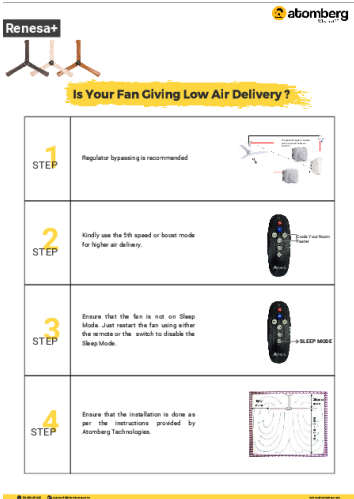 atomberg
Renesa+
Is Your Fan Giving Low Air Delivery ?
1
STEP
Regulator bypassing is recommended
2
STEP
Kindly use the 5th speed or boost mode
for higher air delivery.
Cools Your Room
Faster
3
STEP
Ensure that the fan is not on Sleep
Mode. Just restart the fan using either
the remote or the switch to disable the
Sleep Mode.
SLEEP MODE
4
STEP
Ensure that the installation is done as
per the instructions provided by
Atomberg Technologies.